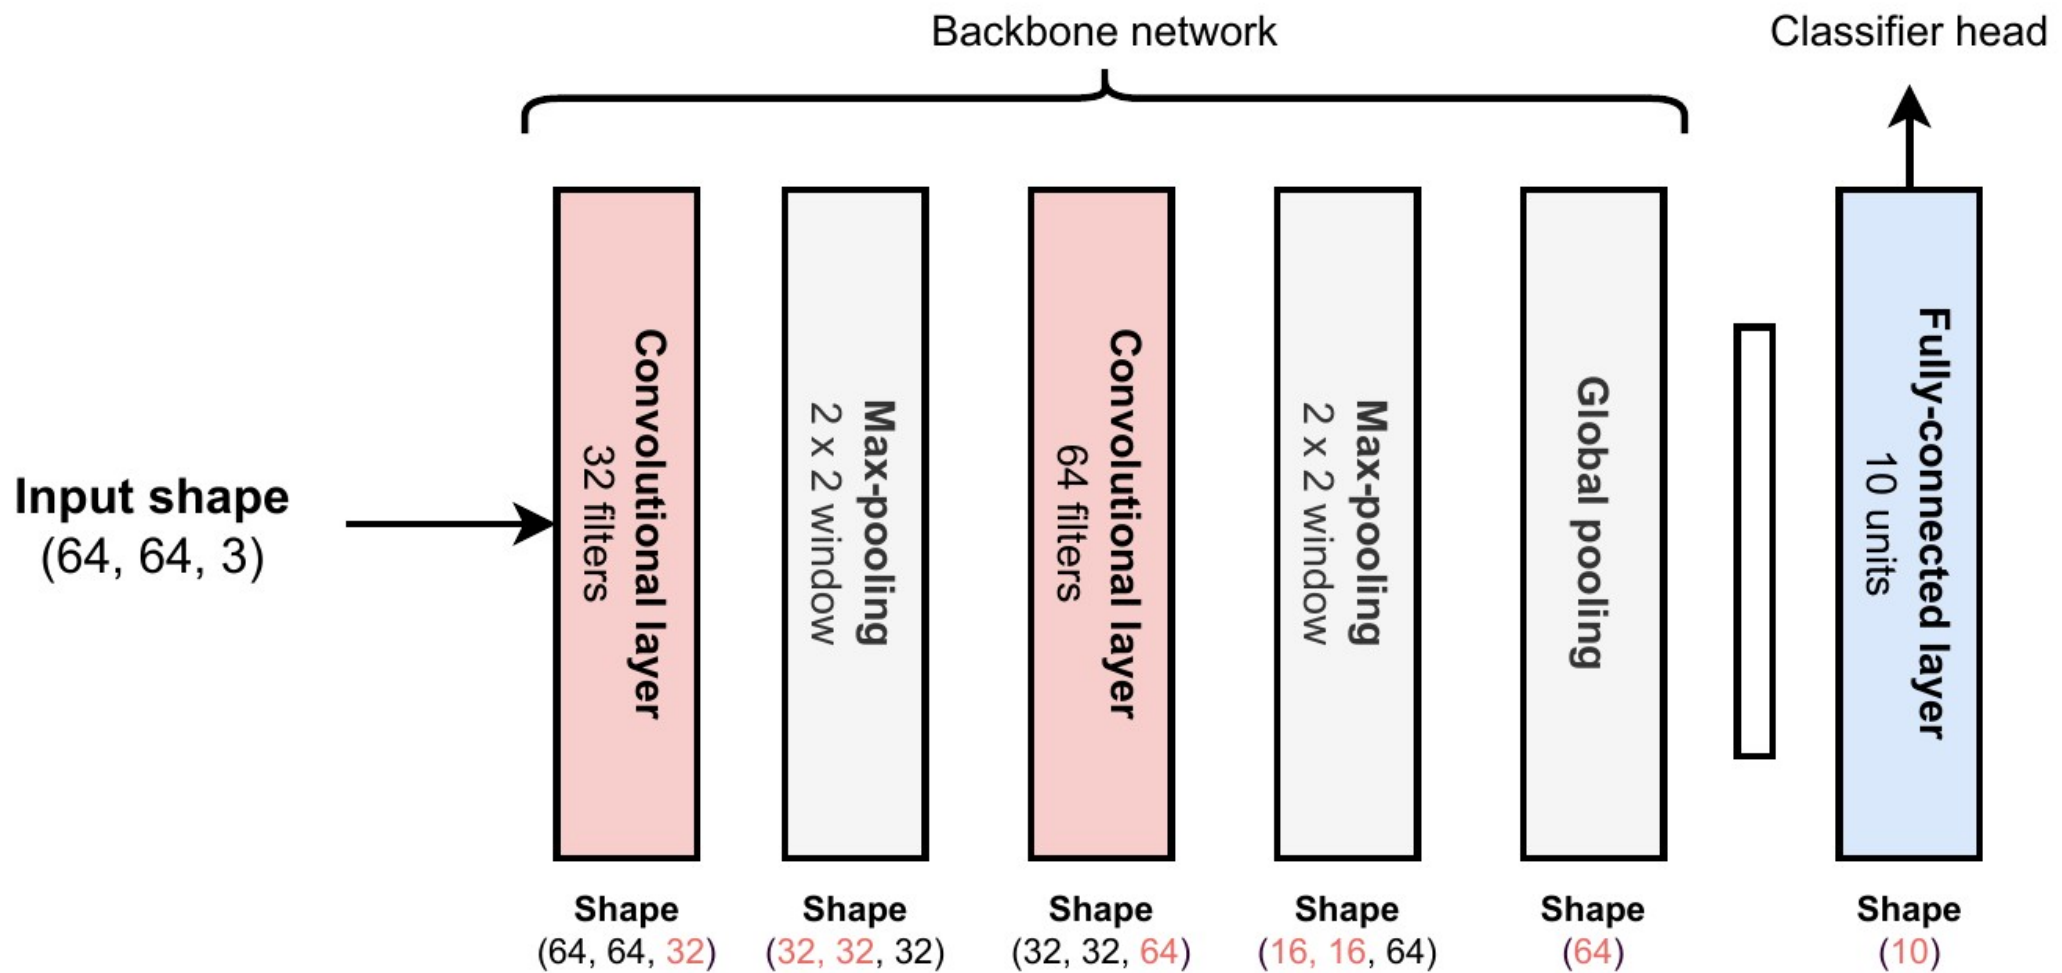 Backbone network
Classifier head
Input shape
(64, 64, 3)
Convolutional layer
32 filters
Max-pooling
2 x 2 window
Convolutional layer
64 filters
Max-pooling
2 x 2 window
Global pooling
Fully-connected layer
10 units
Shape
(64, 64, 32)
Shape
(32, 32, 32)
Shape
(32, 32, 64)
Shape
(16, 16, 64)
Shape
(64)
Shape
(10)